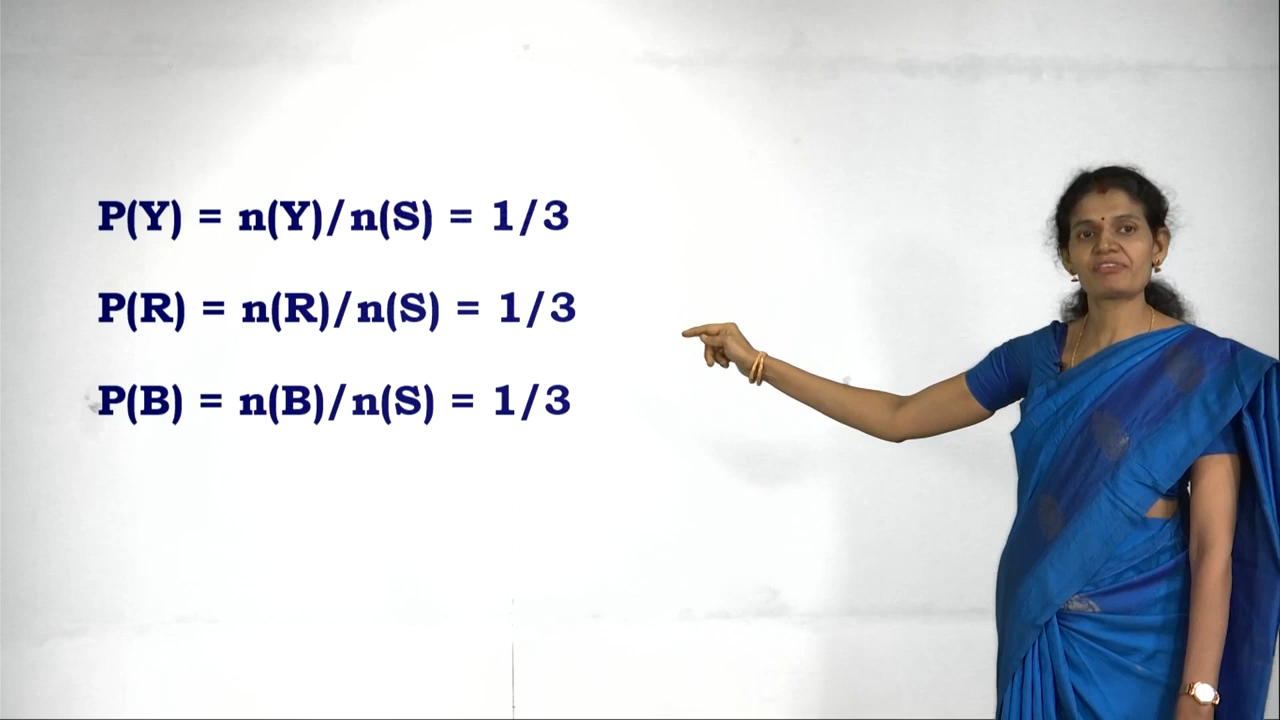 P(Y) = n(Y)/n(S) = 1/3
P(R) = n(R)/n(S) = 1/3
P(B) = n(B)/n(S) = 1/3